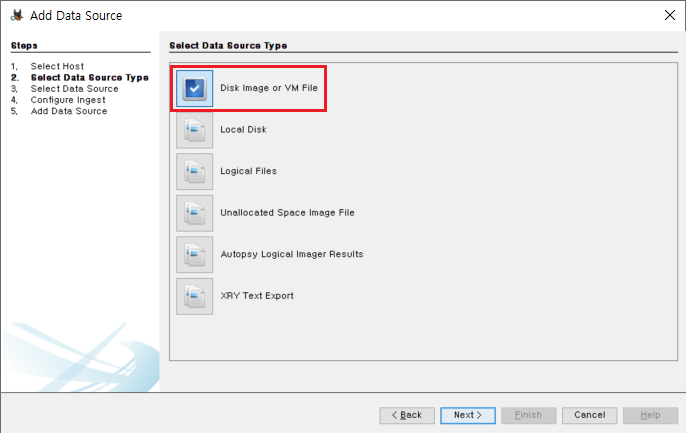 Add Data Source
Steps
1. Select Host
2. Select Data Source Type
3. Select Data Source
4. Configure Ingest
5. Add Data Source
Select Data Source Type
Disk Image or VM File
Local Disk
Logical Files
Unallocated Space Image File
Autopsy Logical Imager Results
XRY Text Export
< Back
Next >
Finish
Cancel
Help